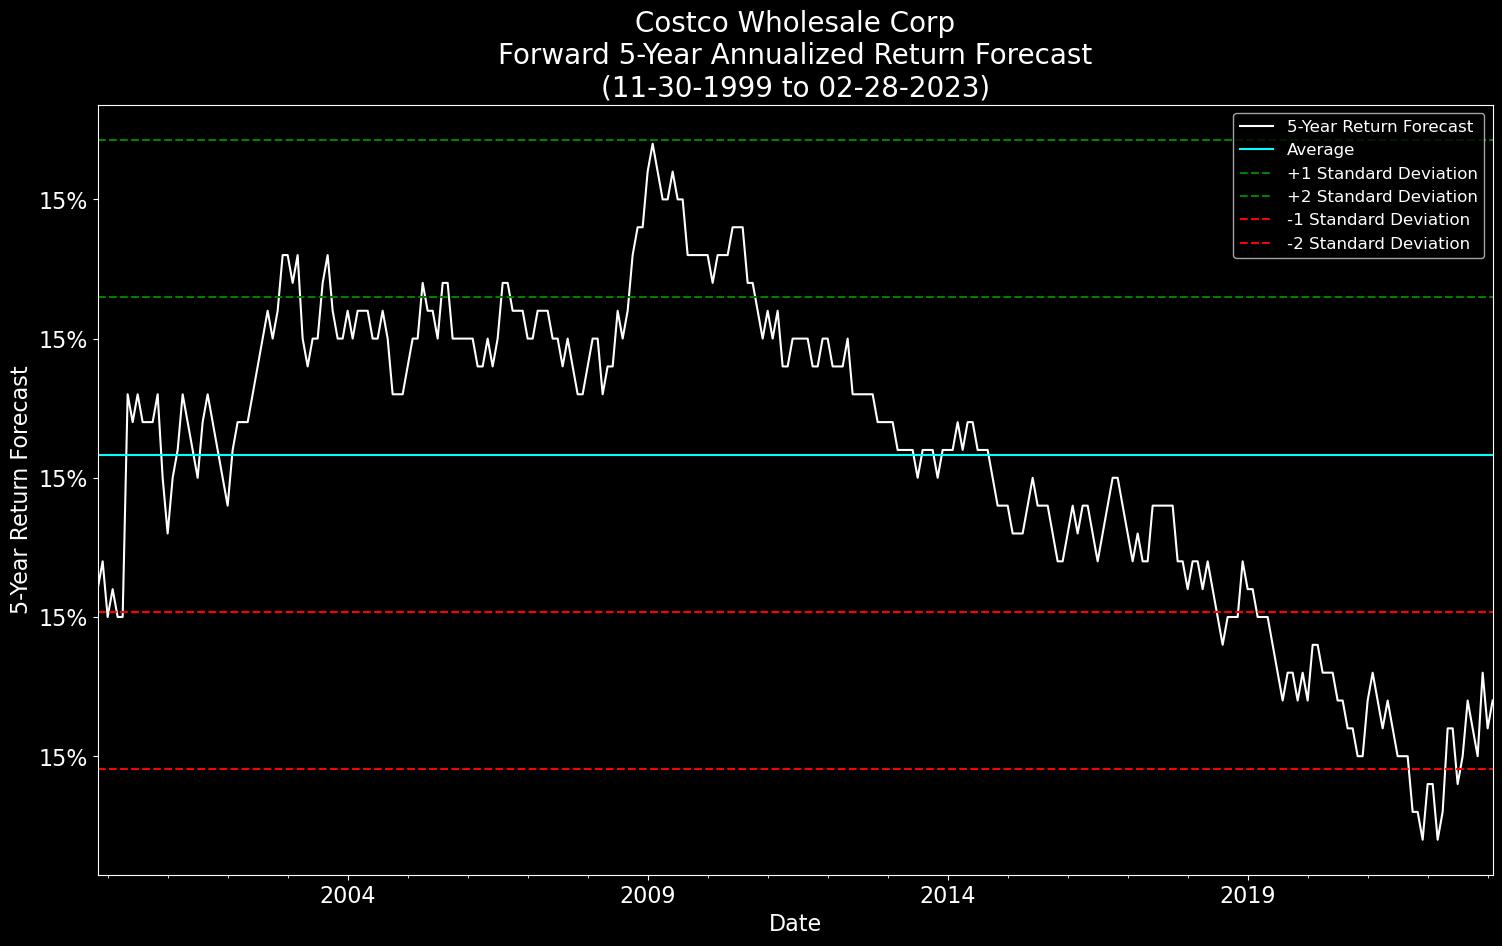 Costco Wholesale Corp
Forward 5-Year Annualized Return Forecast
(11-30-1999 to 02-28-2023)
5-Year Return Forecast
Average
+1 Standard Deviation
+2 Standard Deviation
-1 Standard Deviation
-2 Standard Deviation
15%
15%
15%
15%
15%
5-Year Return Forecast
2004
2009
2014
2019
Date